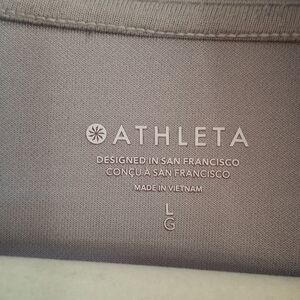 ATHLETA
DESIGNED IN SAN FRANCISCO
CONÇU À SAN FRANCISCO
MADE IN VIETNAM
L
G